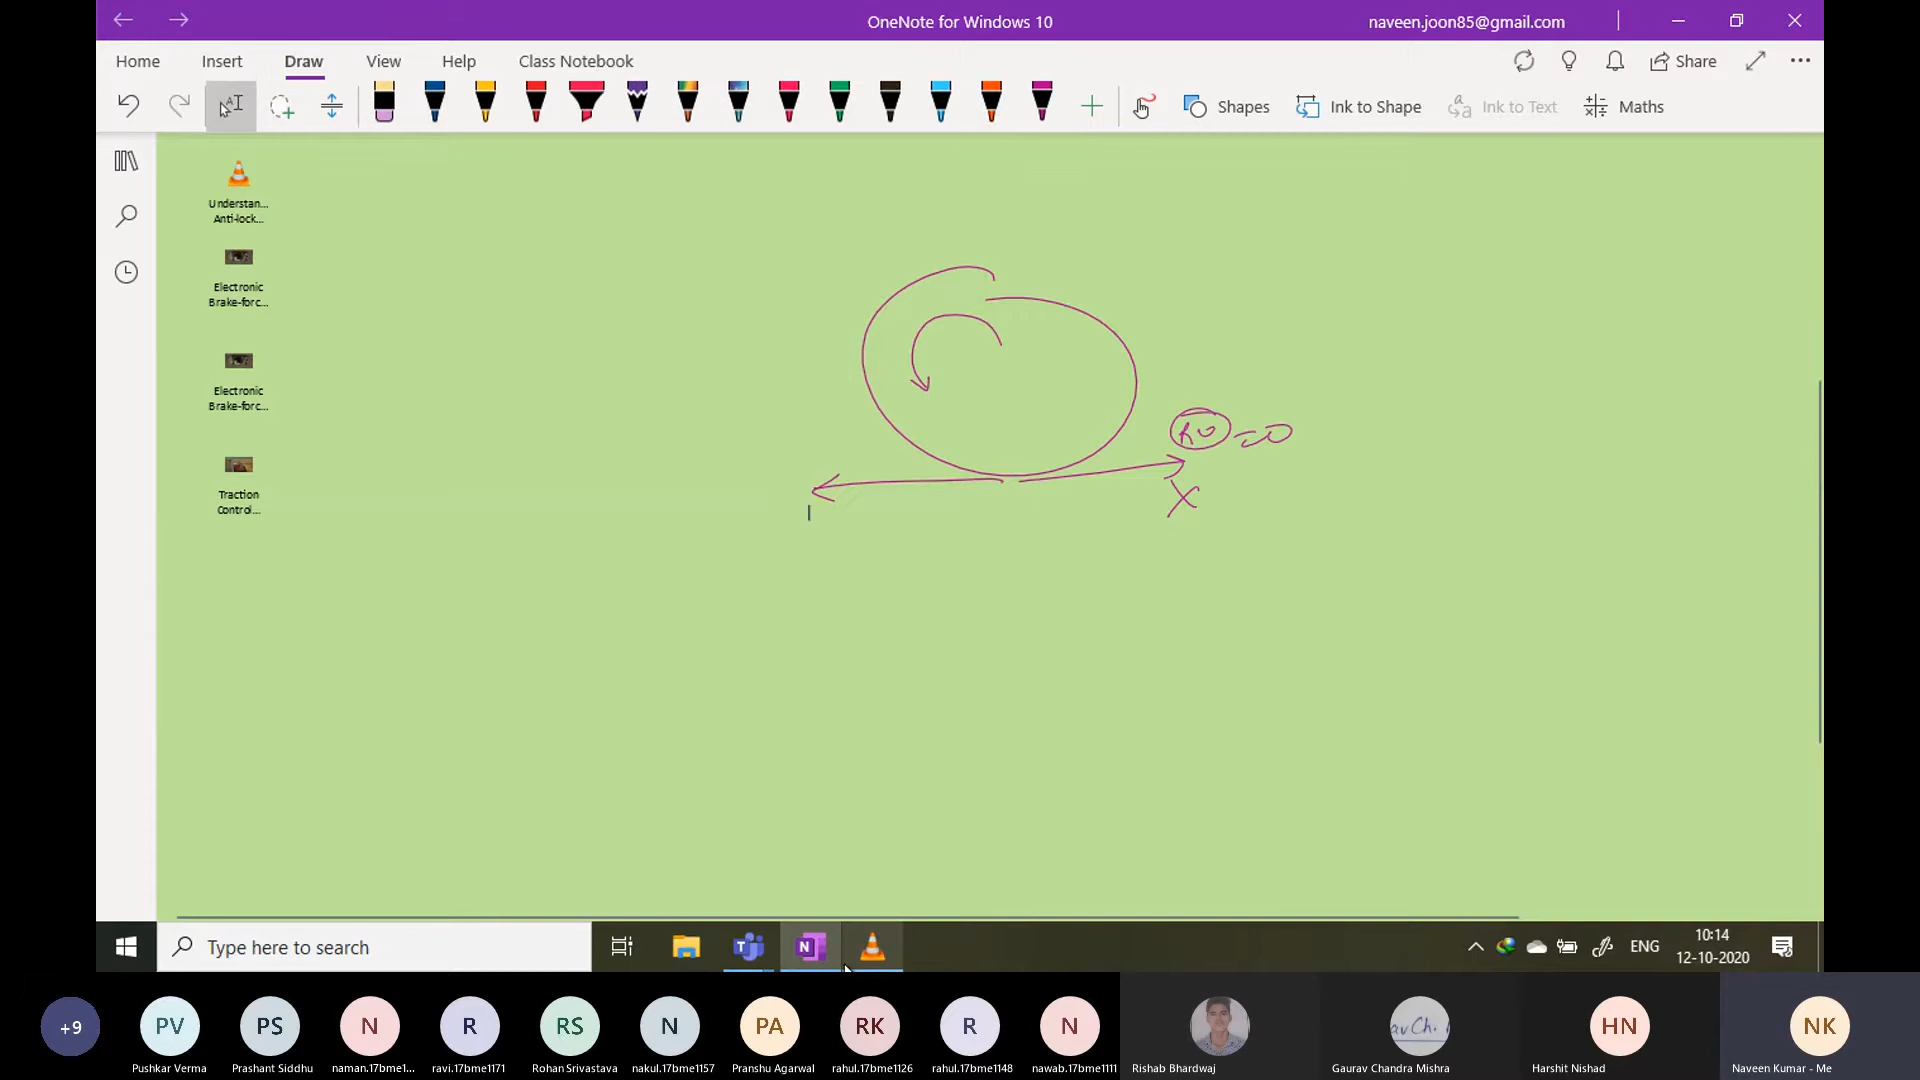 OneNote for Windows 10
naveen.joon85@gmail.com
Home Insert Draw View Help Class Notebook
Share
Shapes Ink to Shape Ink to Text Maths
Understan...
Anti-lock...
Electronic
Brake-forc...
Electronic
Brake-forc...
Traction
Control...
=0
X
Type here to search
ENG
10:14
12-10-2020
+9 PV PS N R RS N PA RK R N avCh. HN NK
Pushkar Verma Prashant Siddhu naman.17bme1... ravi.17bme1171 Rohan Srivastava nakul.17bme1157 Pranshu Agarwal rahul.17bme1126 rahul.17bme1148 nawab.17bme1111 Rishab Bhardwaj Gaurav Chandra Mishra Harshit Nishad Naveen Kumar - Me